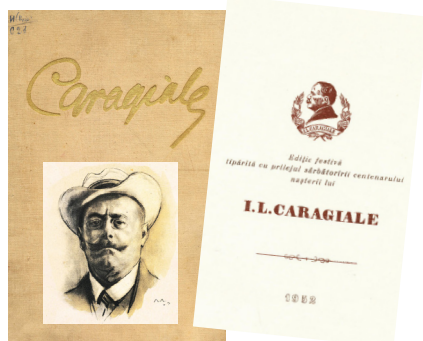 Caragiale
I.L.CARAGIALE
Ediție festivă
tipărită cu prilejul sărbătoririi centenarului
nașterii lui
I.L.CARAGIALE
1952